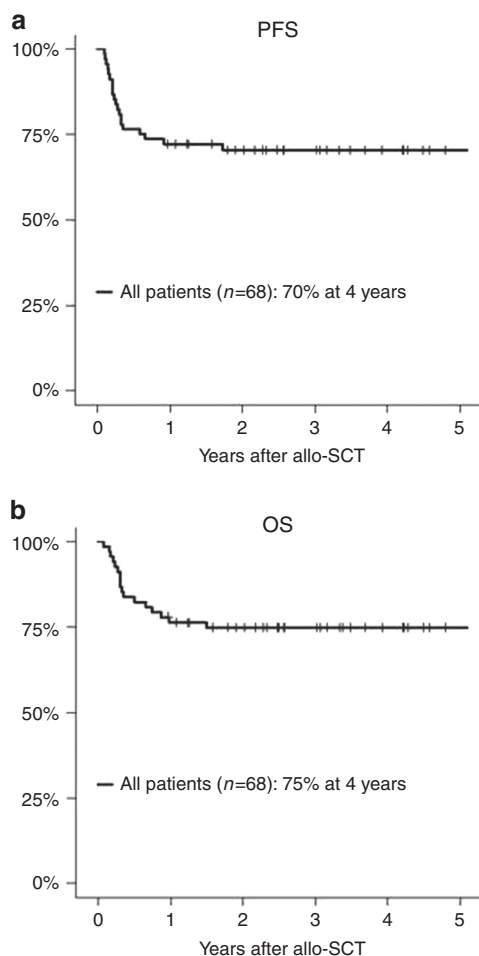 a
PFS
100%
75%
50%
All patients (n=68): 70% at 4 years
25%
0%
0 1 2 3 4 5
Years after allo-SCT
b
OS
100%
75%
50%
All patients (n=68): 75% at 4 years
25%
0%
0 1 2 3 4 5
Years after allo-SCT